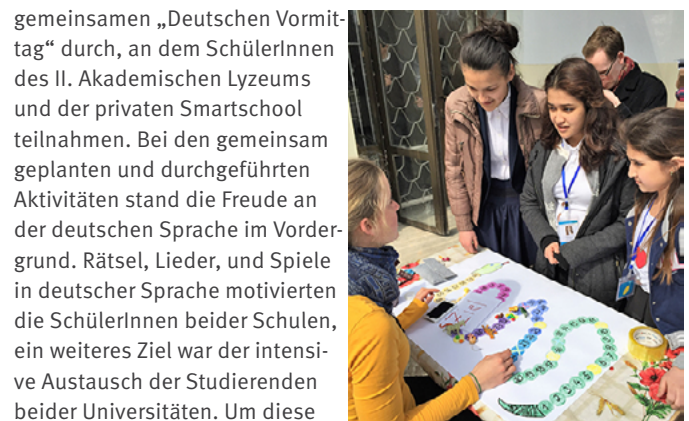 gemeinsamen „Deutschen Vormit-
tag“ durch, an dem SchülerInnen
des II. Akademischen Lyzeums
und der privaten Smartschool
teilnahmen. Bei den gemeinsam
geplanten und durchgeführten
Aktivitäten stand die Freude an
der deutschen Sprache im Vorder-
grund. Rätsel, Lieder, und Spiele
in deutscher Sprache motivierten
die SchülerInnen beider Schulen,
ein weiteres Ziel war der intensi-
ve Austausch der Studierenden
beider Universitäten. Um diese